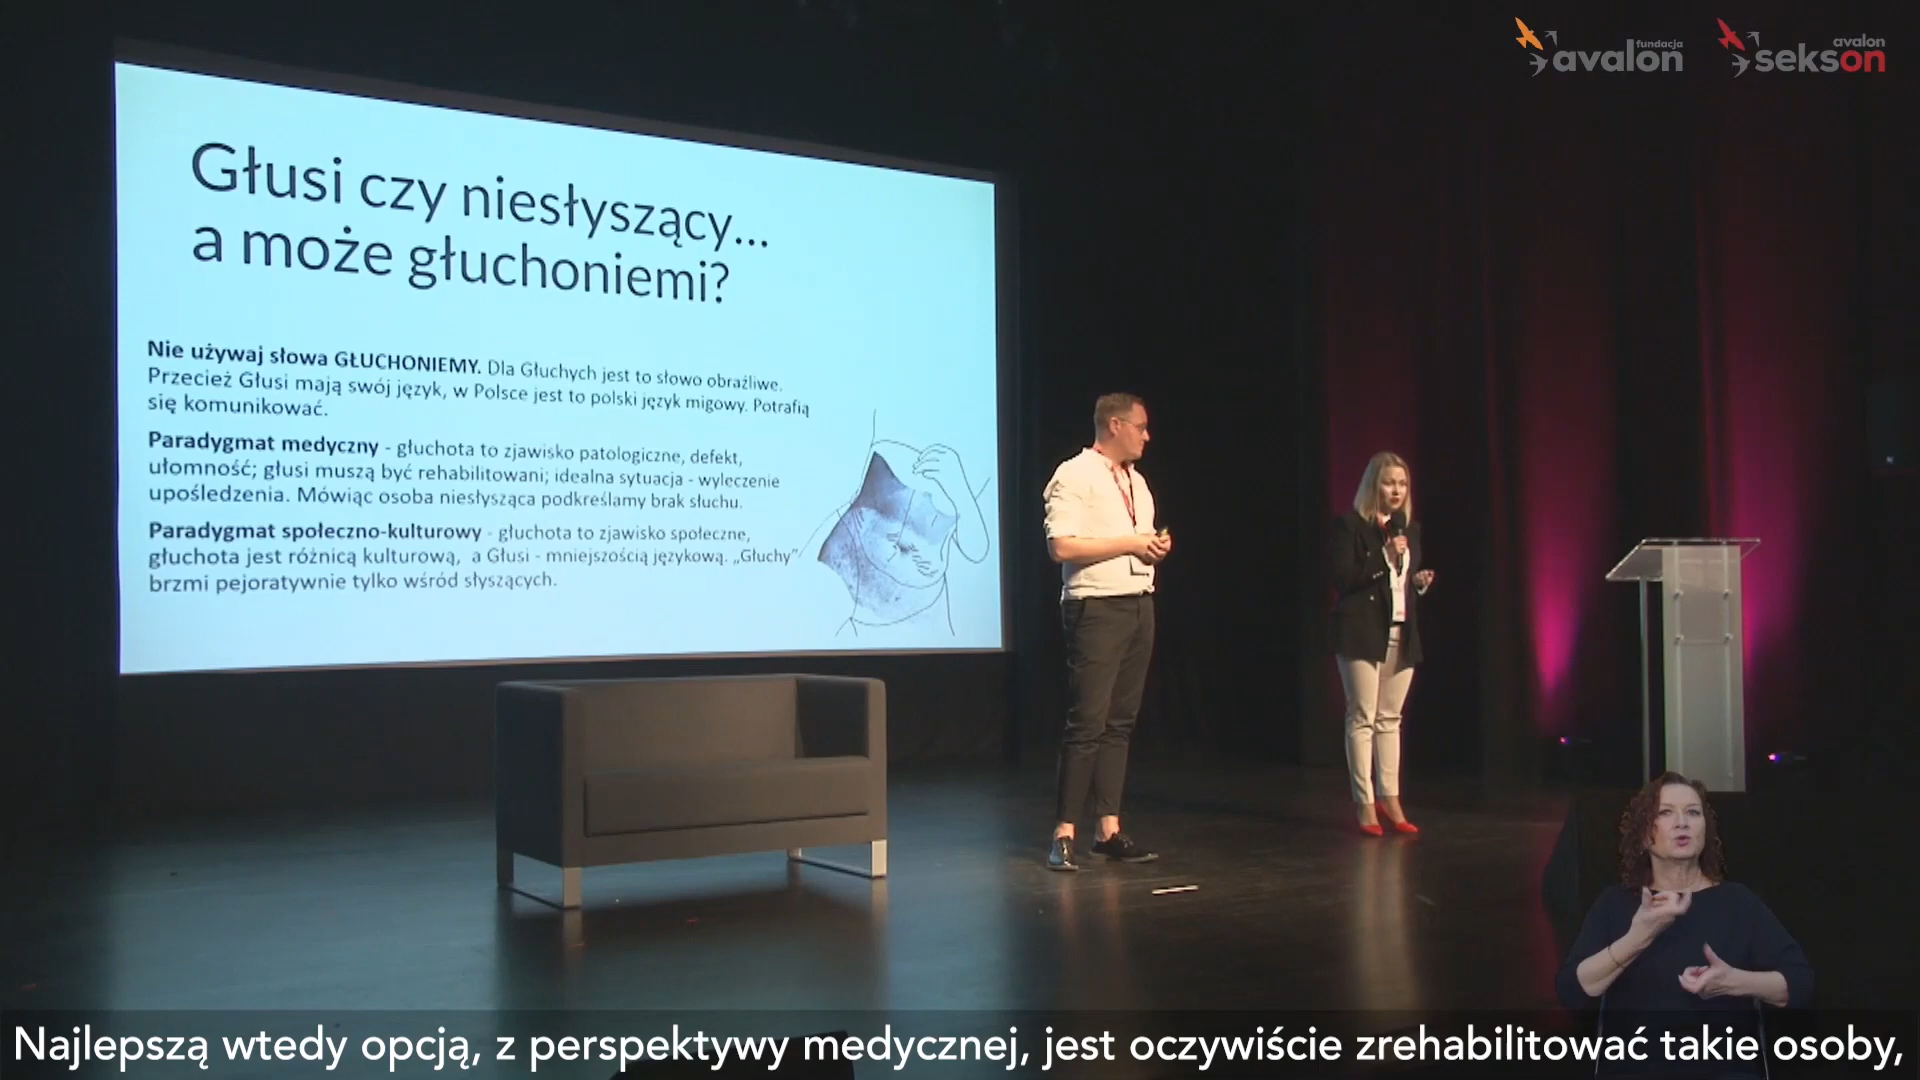 fundacja
avalon
avalon
sekson
Głusi czy niesłyszący...
a może głuchoniemi?
Nie używaj słowa GŁUCHONIEMY. Dla Głuchych jest to słowo obraźliwe.
Przecież Głusi mają swój język, w Polsce jest to polski język migowy. Potrafią
się komunikować.
Paradygmat medyczny - głuchota to zjawisko patologiczne, defekt,
ułomność; głusi muszą być rehabilitowani; idealna sytuacja - wyleczenie
upośledzenia. Mówiąc osoba niesłysząca podkreślamy brak słuchu.
Paradygmat społeczno-kulturowy - głuchota to zjawisko społeczne,
głuchota jest różnicą kulturową, a Głusi - mniejszością językową. „Głuchy"
brzmi pejoratywnie tylko wśród słyszących.
Najlepszą wtedy opcją, z perspektywy medycznej, jest oczywiście zrehabilitować takie osoby,